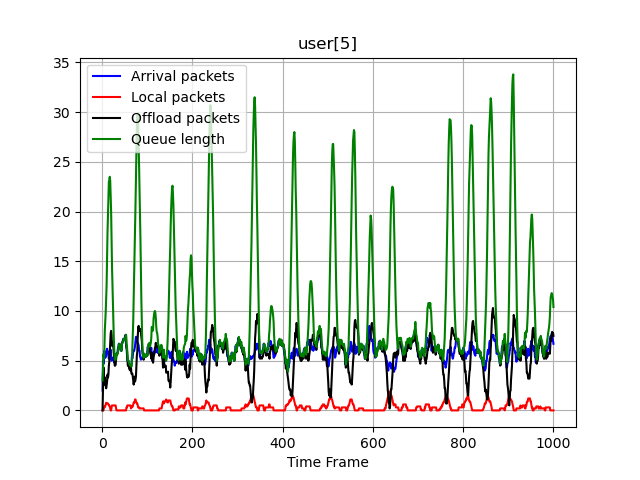 user[5]
35
30
25
20
15
10
5
0
Arrival packets
Local packets
Offload packets
Queue length
0 200 400 600 800 1000
Time Frame